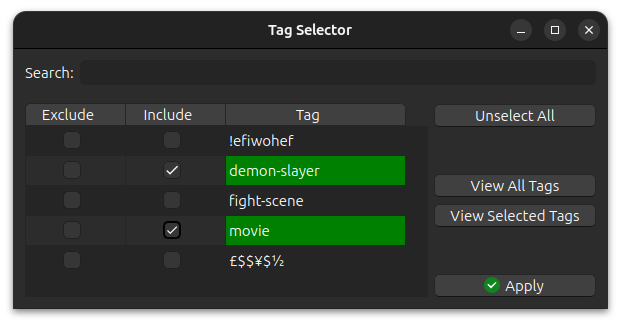 Tag Selector
Search:
Exclude Include Tag
!efiwohef
demon-slayer
fight-scene
movie
£$$¥$½
Unselect All
View All Tags
View Selected Tags
Apply